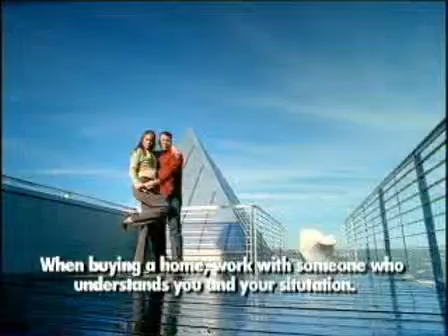 When buying a home, work with someone who
understands you and your situtation.